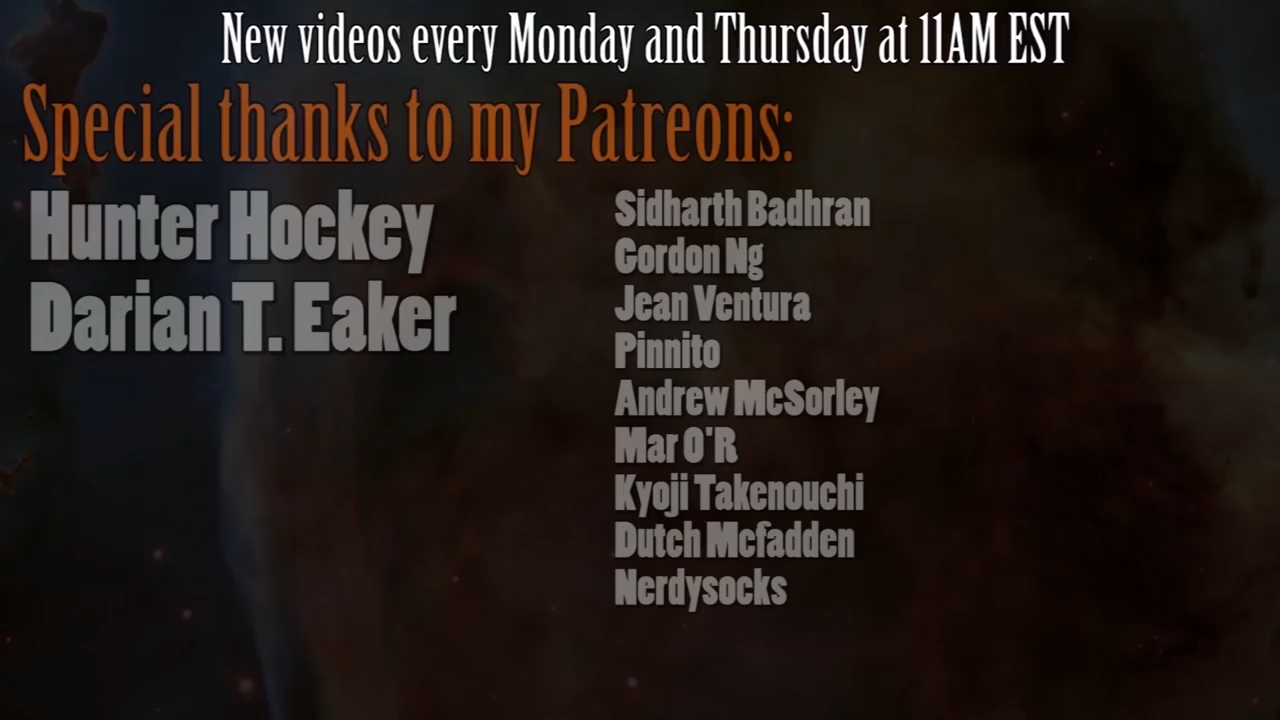 New videos every Monday and Thursday at 11AM EST
Special thanks to my Patreons:
Hunter Hockey
Darian T. Eaker
Sidharth Badhran
Gordon Ng
Jean Ventura
Pinnito
Andrew McSorley
Mar O'R
Kyoji Takenouchi
Dutch Mcfadden
Nerdysocks